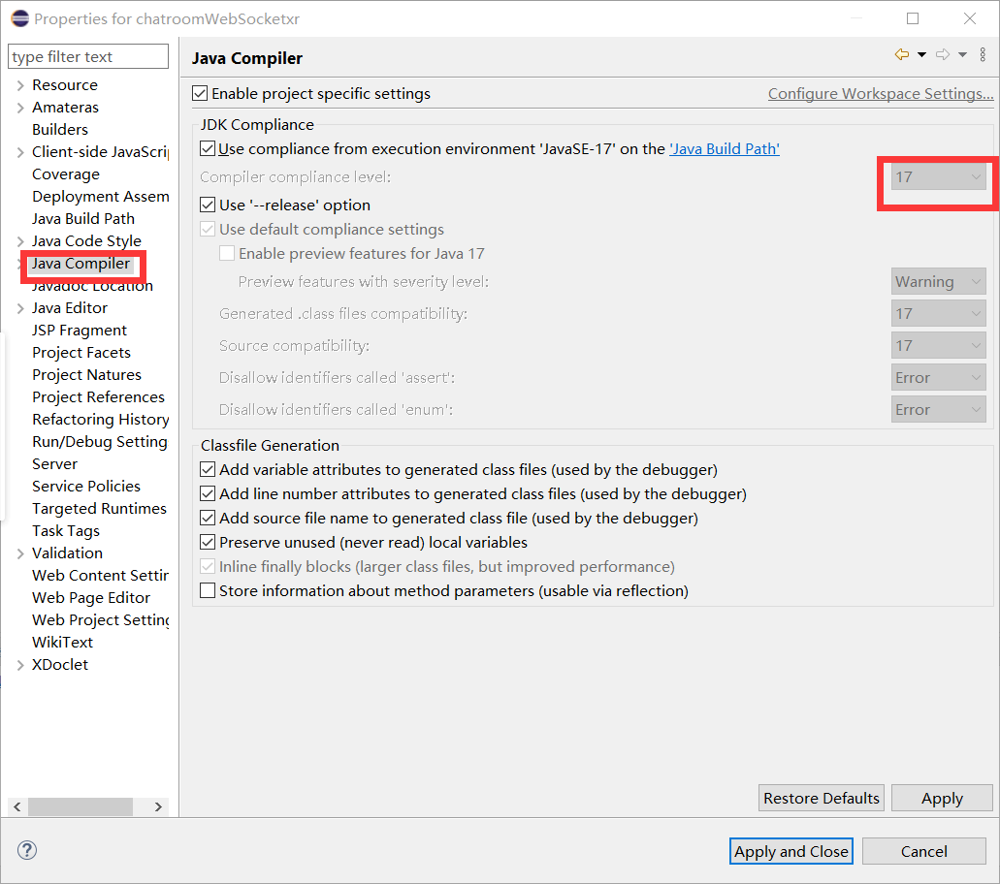 Properties for chatroomWebSocketxr
type filter text
Resource
Amateras
Builders
Client-side JavaScri
Coverage
Deployment Assem
Java Build Path
Java Code Style
Java Compiler
Javadoc Location
Java Editor
JSP Fragment
Project Facets
Project Natures
Project References
Refactoring History
Run/Debug Setting
Server
Service Policies
Targeted Runtimes
Task Tags
Validation
Web Content Settin
Web Page Editor
Web Project Setting
WikiText
XDoclet
Java Compiler
Enable project specific settings
Configure Workspace Settings...
JDK Compliance
Use compliance from execution environment 'JavaSE-17' on the 'Java Build Path'
Compiler compliance level: 17
Use '--release' option
Use default compliance settings
Enable preview features for Java 17
Preview features with severity level: Warning
Generated .class files compatibility: 17
Source compatibility: 17
Disallow identifiers called 'assert': Error
Disallow identifiers called 'enum': Error
Classfile Generation
Add variable attributes to generated class files (used by the debugger)
Add line number attributes to generated class files (used by the debugger)
Add source file name to generated class file (used by the debugger)
Preserve unused (never read) local variables
Inline finally blocks (larger class files, but improved performance)
Store information about method parameters (usable via reflection)
Restore Defaults
Apply
?
Apply and Close
Cancel